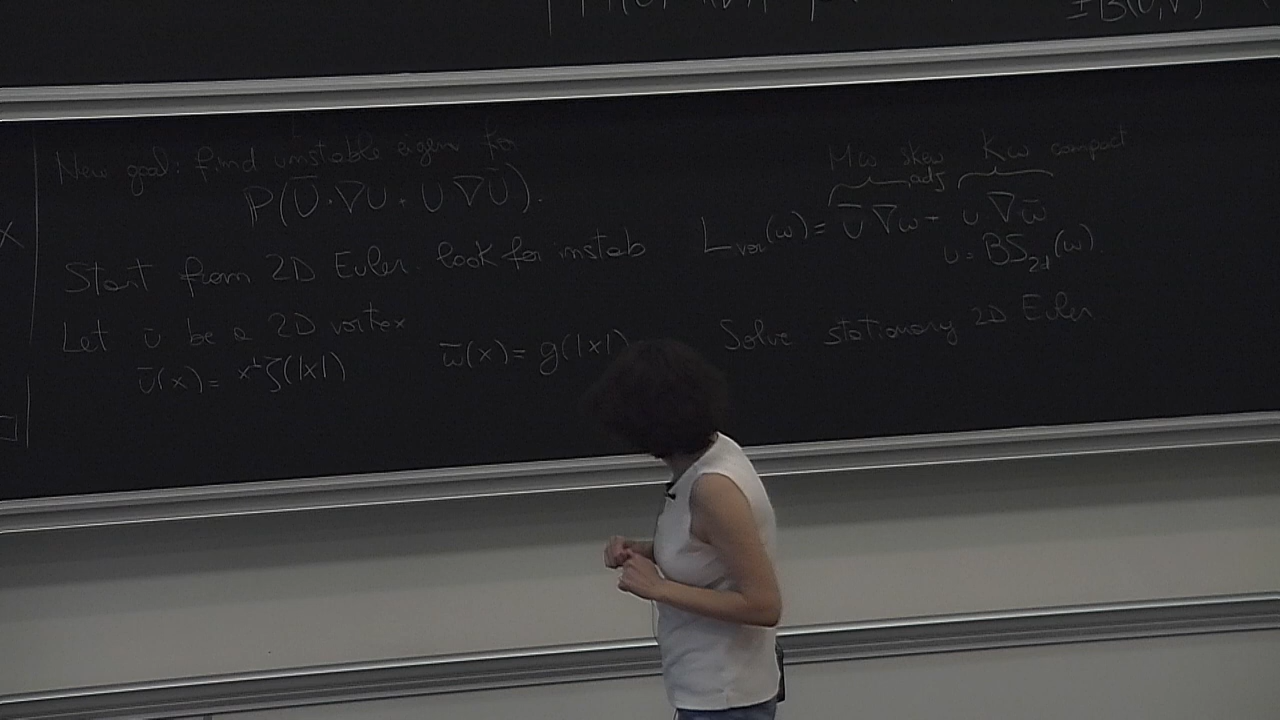 ± B(U,V)
New goal: find unstable eigen for
ℙ(Ū·∇U + U∇Ū).
Start from 2D Euler. look for instab
Let ū be a 2D vortex
ū(x) = x^⊥ζ(|x|)
ω̄(x) = g(|x|)
Mω skew adj
Kω compact
L_vor(ω) = Ū∇ω - u∇ω̄
u = BS_2d(ω).
Solve stationary 2D Euler